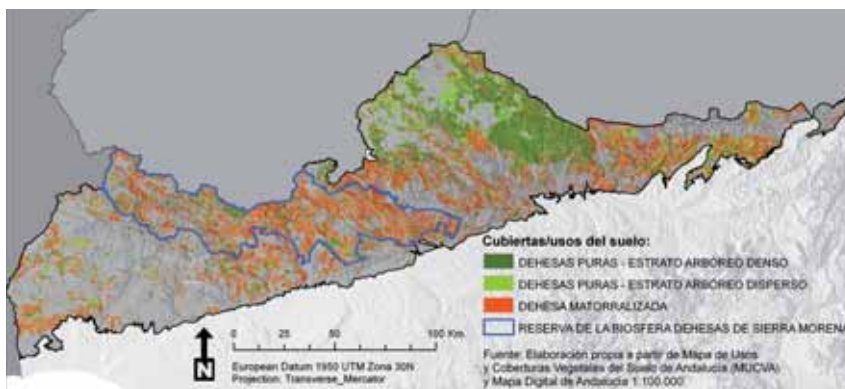 Cubiertas/usos del suelo:
DEHESAS PURAS - ESTRATO ARBÓREO DENSO
DEHESAS PURAS - ESTRATO ARBÓREO DISPERSO
DEHESA MATORRALIZADA
RESERVA DE LA BIOSFERA DEHESAS DE SIERRA MORENA
0 25 50 100 Km.
N
European Datum 1950 UTM Zona 30N
Projection: Transverse_Mercator
Fuente: Elaboración propia a partir de Mapa de Usos
y Coberturas Vegetales del Suelo de Andalucía (MUCVA)
y Mapa Digital de Andalucía 1:100.000